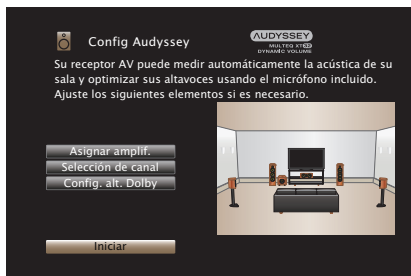 Config Audyssey
AUDYSSEY
MULTEQ XT32
DYNAMIC VOLUME
Su receptor AV puede medir automáticamente la acústica de su
sala y optimizar sus altavoces usando el micrófono incluido.
Ajuste los siguientes elementos si es necesario.
Asignar amplif.
Selección de canal
Config. alt. Dolby
Iniciar